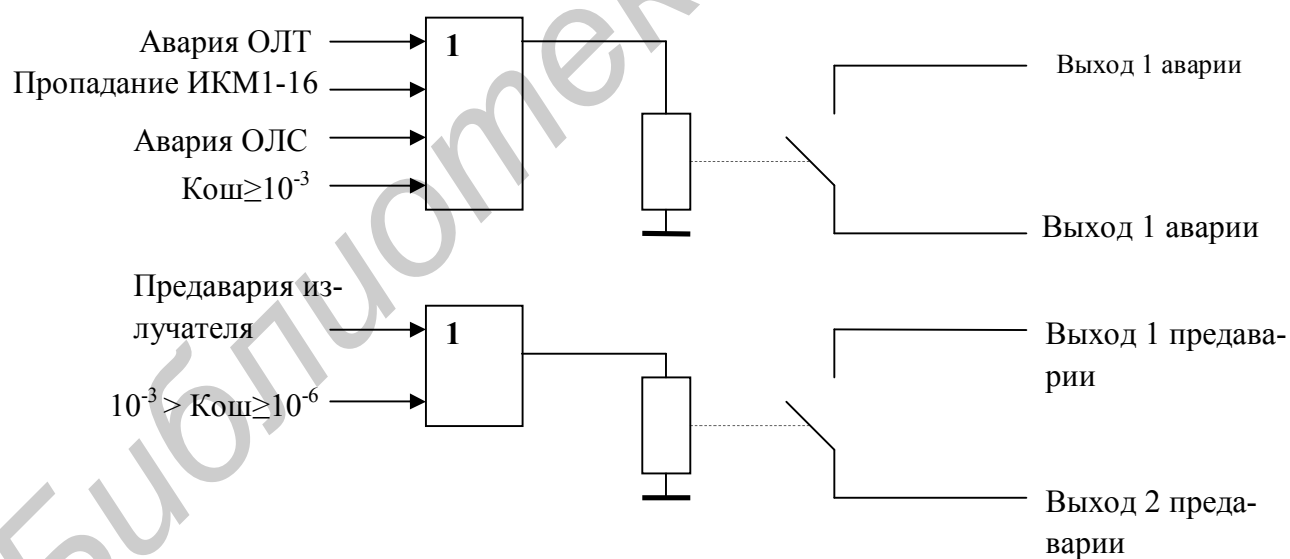 Авария ОЛТ
Пропадание ИКМ1-16
Авария ОЛС
Кош≥10-3
1
Выход 1 аварии
Выход 1 аварии
Предавария из-
лучателя
10-3 > Кош≥10-6
1
Выход 1 предава-
рии
Выход 2 преда-
варии
Библиотек